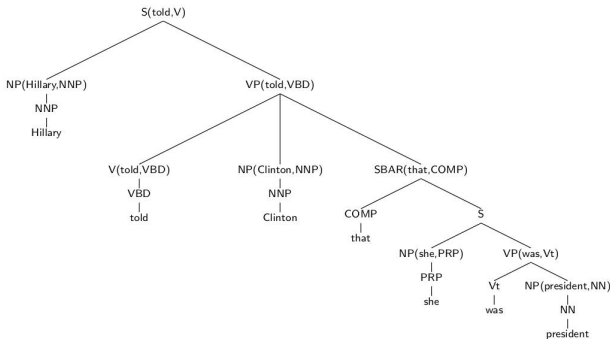 S(told,V)
NP(Hillary,NNP) VP(told,VBD)
NNP
Hillary
V(told,VBD) NP(Clinton,NNP) SBAR(that,COMP)
VBD NNP
told Clinton COMP S
that
NP(she,PRP) VP(was,Vt)
PRP Vt NP(president,NN)
she was NN
president